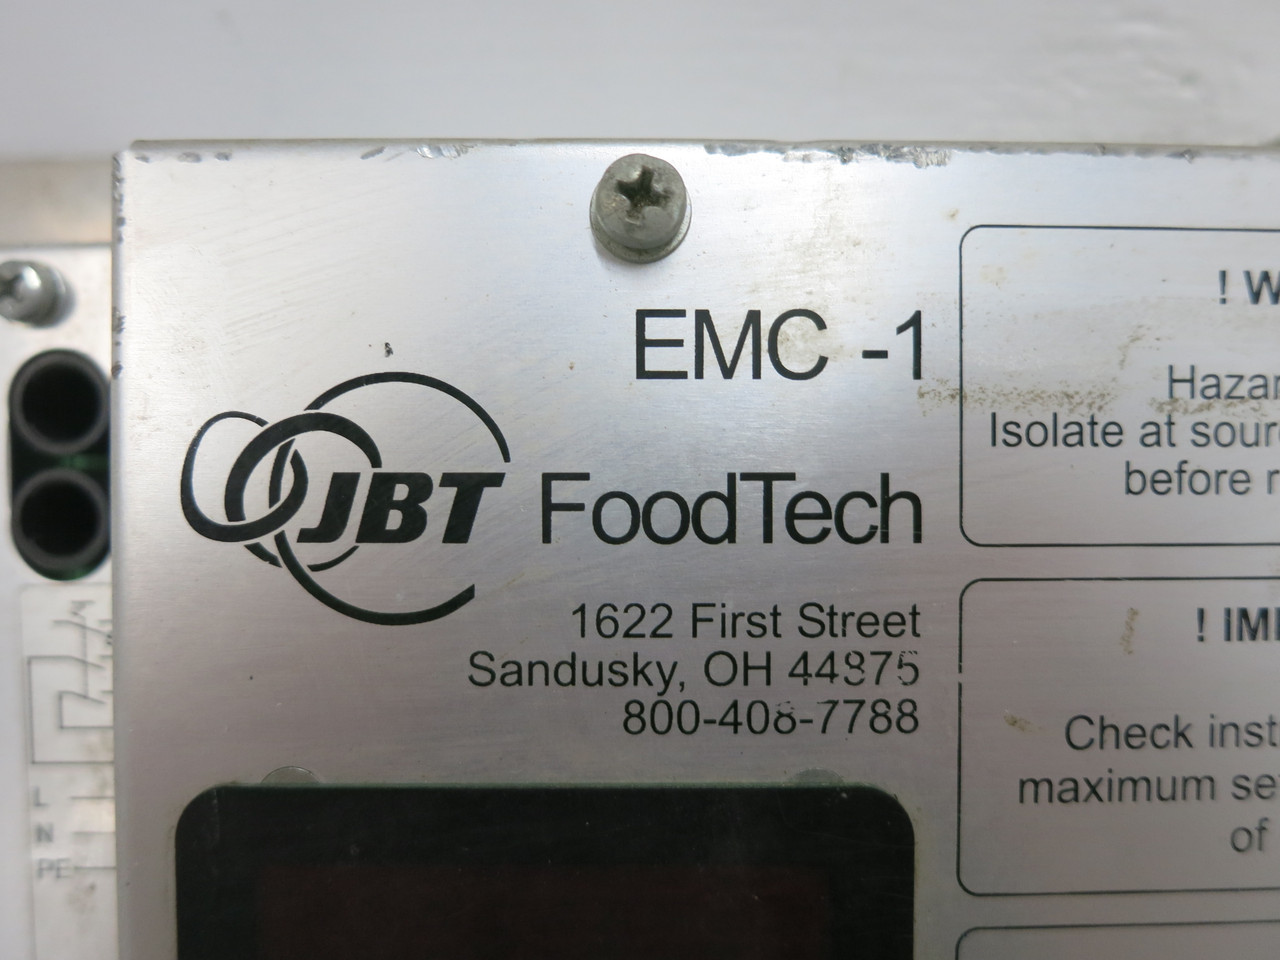 EMC -1
JBT FoodTech
1622 First Street
Sandusky, OH 44875
800-408-7788
! W
Hazar
Isolate at sour
before r
! IM
Check inst
maximum se
of
L
N
PE